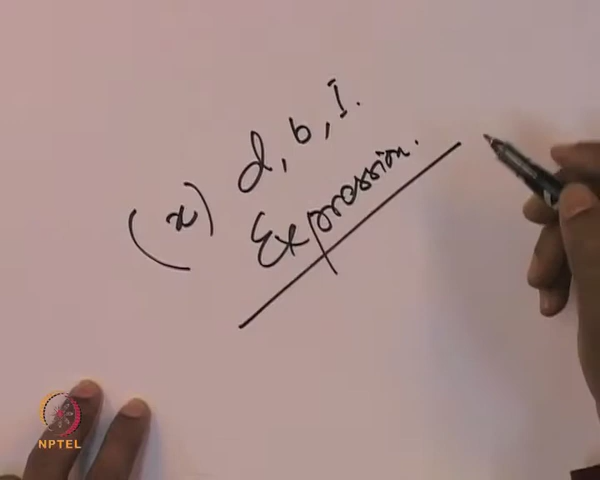 (x) d, b, I.
Expression.
NPTEL